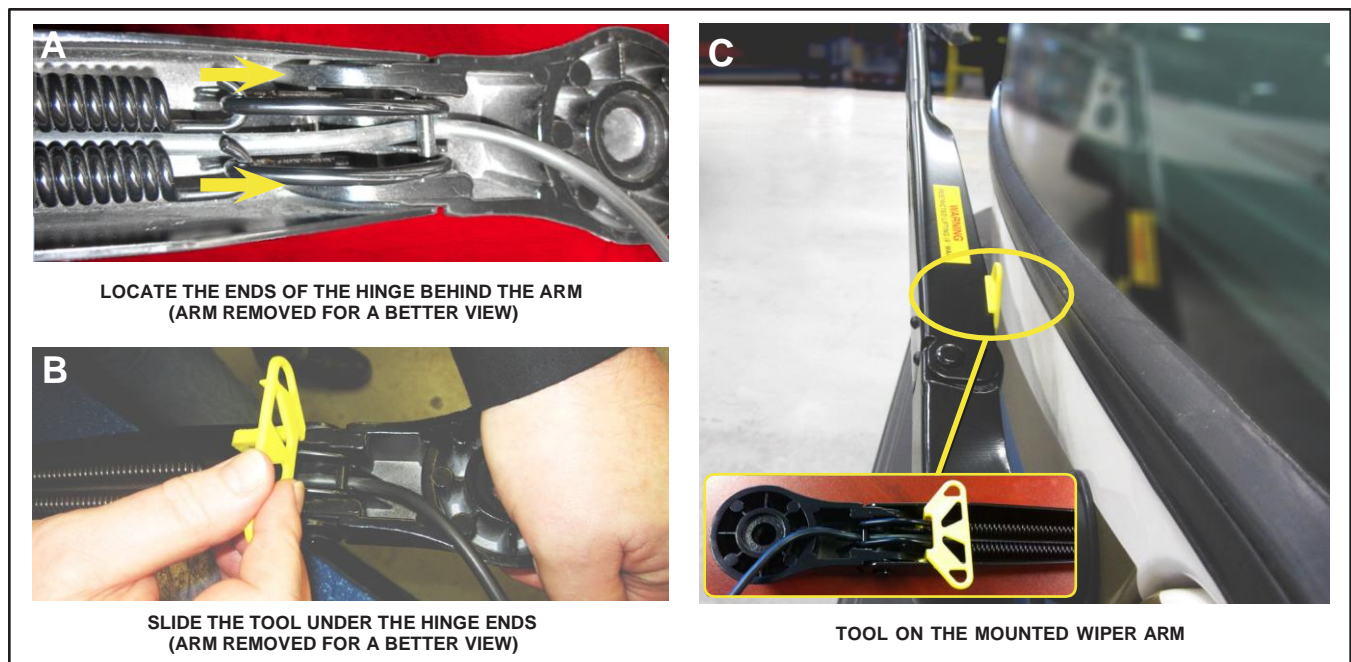 A
LOCATE THE ENDS OF THE HINGE BEHIND THE ARM
(ARM REMOVED FOR A BETTER VIEW)
B
SLIDE THE TOOL UNDER THE HINGE ENDS
(ARM REMOVED FOR A BETTER VIEW)
C
WARNING
TOOL ON THE MOUNTED WIPER ARM